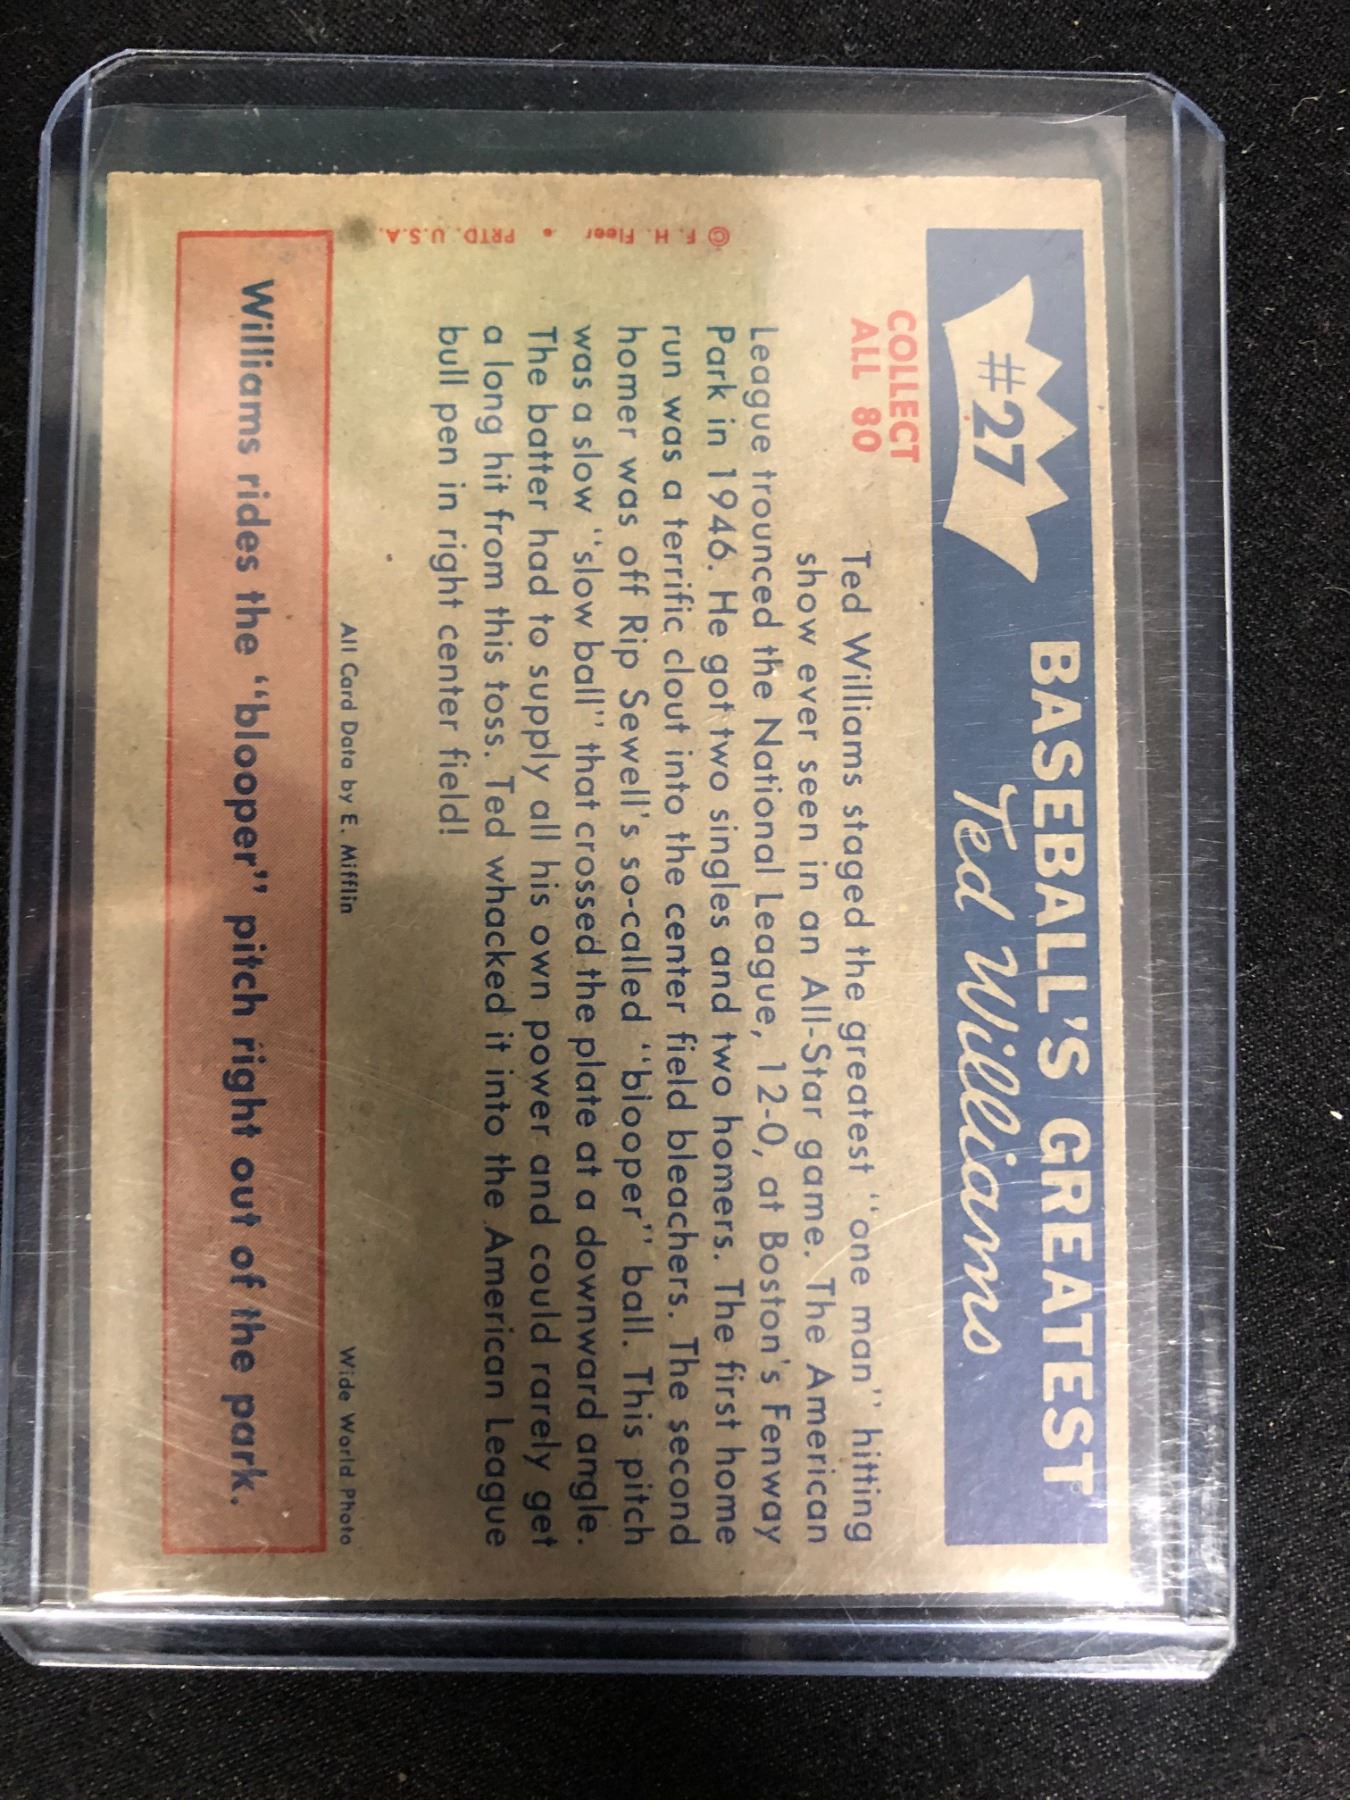 #27
BASEBALL'S GREATEST
Ted Williams
COLLECT
ALL 80
Ted Williams staged the greatest "one man" hitting
show ever seen in an All-Star game. The American
League trounced the National League, 12-0, at Boston's Fenway
Park in 1946. He got two singles and two homers. The first home
run was a terrific clout into the center field bleachers. The second
homer was off Rip Sewell's so-called "blooper" ball. This pitch
was a slow "slow ball" that crossed the plate at a downward angle.
The batter had to supply all his own power and could rarely get
a long hit from this toss. Ted whacked it into the American League
bull pen in right center field!
© F. H. Fleer • PRTD. U.S.A.
All Card Data by E. Mifflin
Wide World Photo
Williams rides the "blooper" pitch right out of the park.